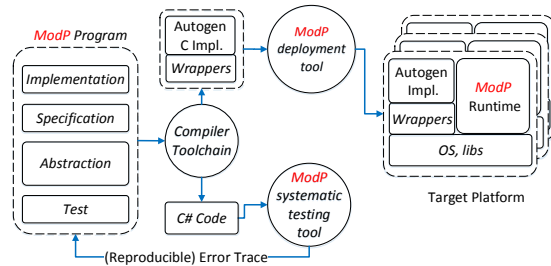 ModP Program
Implementation
Specification
Abstraction
Test
Autogen
C Impl.
Wrappers
Compiler
Toolchain
C# Code
ModP
deployment
tool
ModP
systematic
testing
tool
(Reproducible) Error Trace
Autogen
Impl.
Wrappers
ModP
Runtime
OS, libs
Target Platform